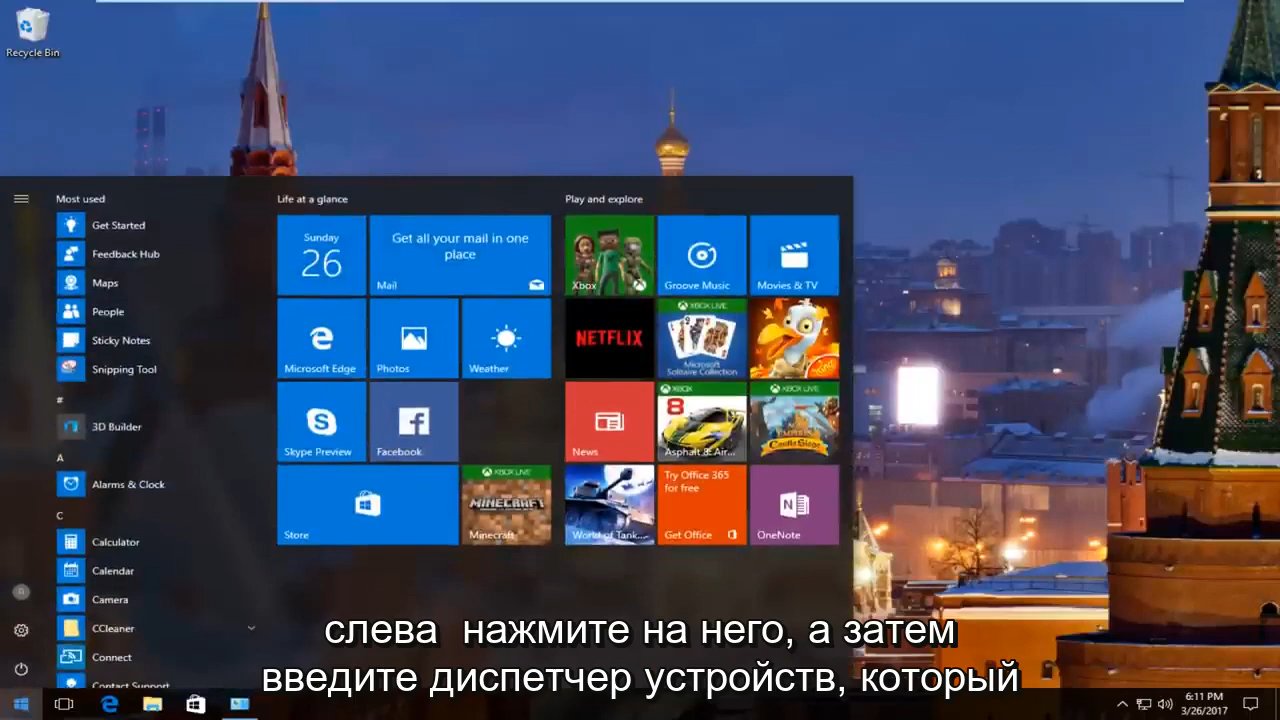 Recycle Bin
Most used
Get Started
Feedback Hub
Maps
People
Sticky Notes
Snipping Tool
#
3D Builder
A
Alarms & Clock
C
Calculator
Calendar
Camera
CCleaner
Connect
Contact Support
Life at a glance
Sunday
26
Get all your mail in one
place
Mail
Microsoft Edge
Photos
Weather
Skype Preview
Facebook
Store
XBOX LIVE
MINECRAFT
Minecraft
Play and explore
Xbox
Groove Music
Movies & TV
NETFLIX
XBOX LIVE
Microsoft
Solitaire Collection
News
XBOX
8
Asphalt 8: Air...
XBOX LIVE
Castle Siege
World of Tank...
Try Office 365
for free
Get Office
OneNote
слева нажмите на него, а затем
введите диспетчер устройств, который
6:11 PM
3/26/2017